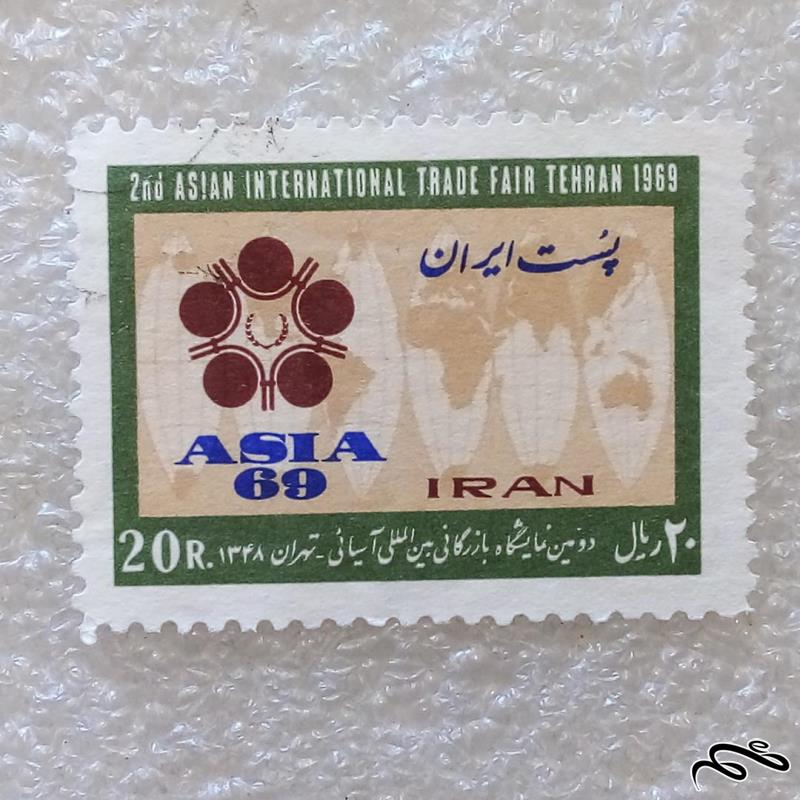 2nd ASIAN INTERNATIONAL TRADE FAIR TEHRAN 1969
پست ایران
ASIA
69
IRAN
20 R. ۲۰ ریال دومین نمایشگاه بازرگانی بین المللی آسیائی - تهران ۱۳۴۸